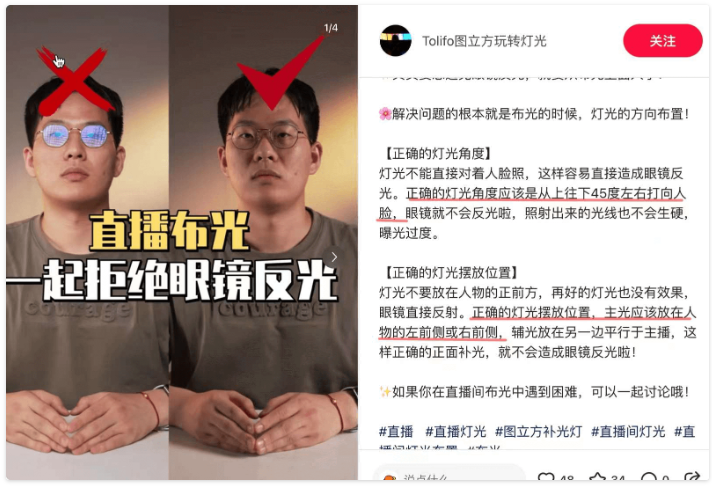 1/4
直播布光
一起拒绝眼镜反光
courage
courage
Tolifo图立方玩转灯光
关注
🌸解决问题的根本就是布光的时候，灯光的方向布置！
【正确的灯光角度】
灯光不能直接对着人脸照，这样容易直接造成眼镜反
光。正确的灯光角度应该是从上往下45度左右打向人
脸，眼镜就不会反光啦，照射出来的光线也不会生硬，
曝光过度。
【正确的灯光摆放位置】
灯光不要放在人物的正前方，再好的灯光也没有效果，
眼镜直接反射。正确的灯光摆放位置，主光应该放在人
物的左前侧或右前侧，辅光放在另一边平行于主播，这
样正确的正面补光，就不会造成眼镜反光啦！
✨如果你在直播间布光中遇到困难，可以一起讨论哦！
#直播 #直播灯光 #图立方补光灯 #直播间灯光 #直
播间灯光布置 #布光
说点什么
48
34
0